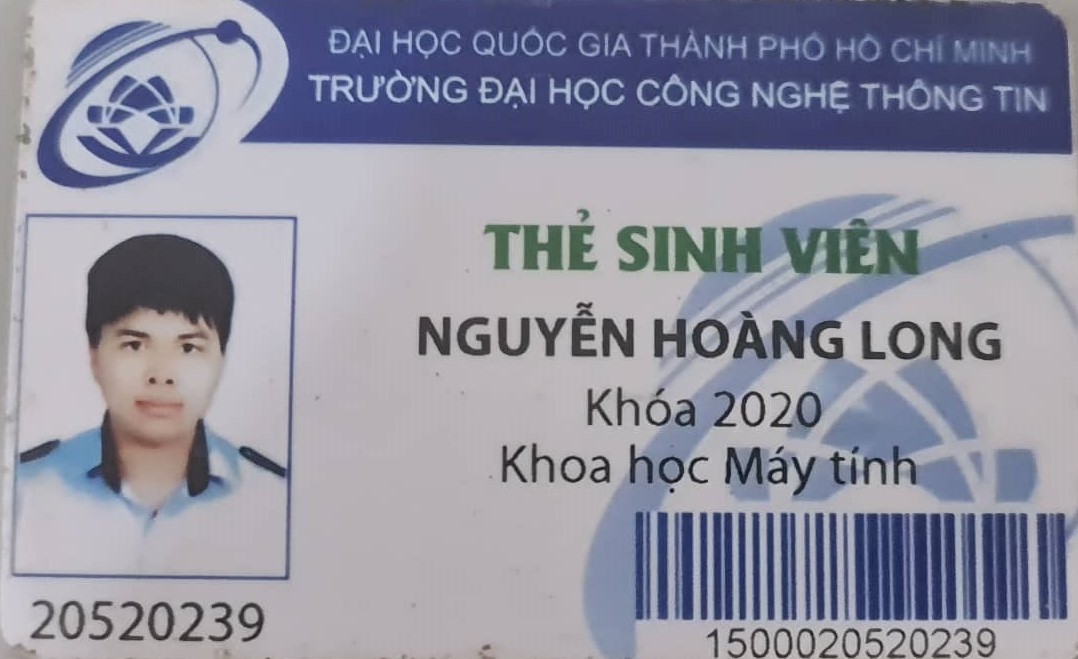 ĐẠI HỌC QUỐC GIA THÀNH PHỐ HỒ CHÍ MINH
TRƯỜNG ĐẠI HỌC CÔNG NGHỆ THÔNG TIN
THẺ SINH VIÊN
NGUYỄN HOÀNG LONG
Khóa 2020
Khoa học Máy tính
20520239
1500020520239